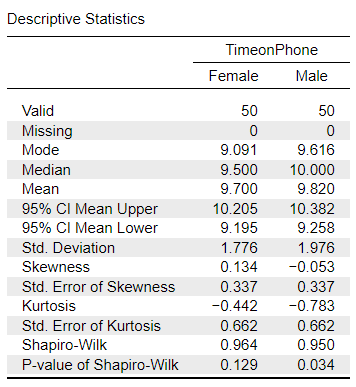 Descriptive Statistics
TimeonPhone
Female Male
Valid 50 50
Missing 0 0
Mode 9.091 9.616
Median 9.500 10.000
Mean 9.700 9.820
95% CI Mean Upper 10.205 10.382
95% CI Mean Lower 9.195 9.258
Std. Deviation 1.776 1.976
Skewness 0.134 −0.053
Std. Error of Skewness 0.337 0.337
Kurtosis −0.442 −0.783
Std. Error of Kurtosis 0.662 0.662
Shapiro-Wilk 0.964 0.950
P-value of Shapiro-Wilk 0.129 0.034